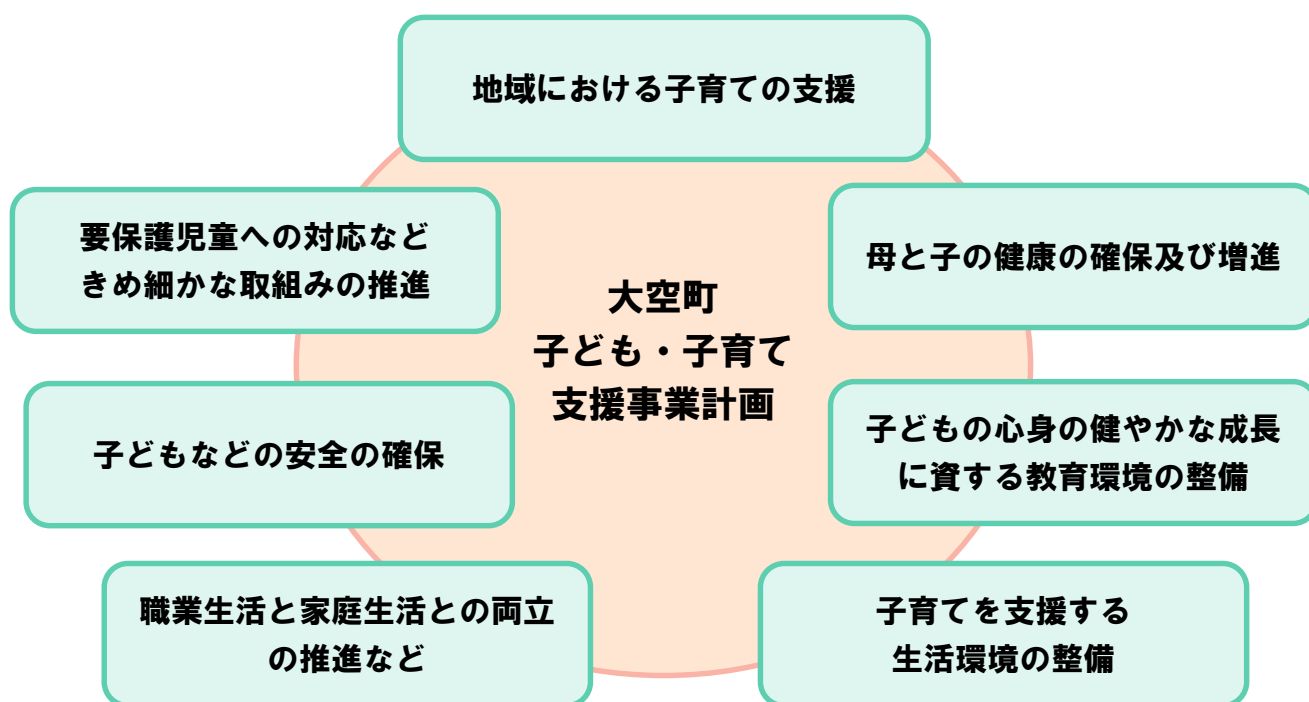 地域における子育ての支援
要保護児童への対応など
きめ細かな取組みの推進
母と子の健康の確保及び増進
大空町
子ども・子育て
支援事業計画
子どもなどの安全の確保
子どもの心身の健やかな成長
に資する教育環境の整備
職業生活と家庭生活との両立
の推進など
子育てを支援する
生活環境の整備